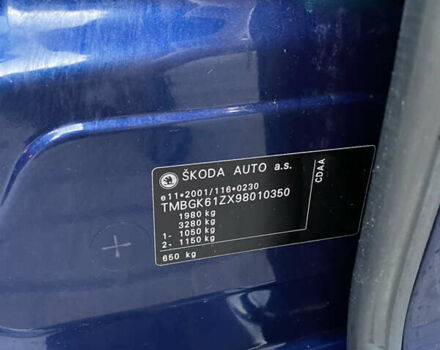 ŠKODA AUTO a.s.
e11*2001/116*0230
TMBGK61ZX98010350
1980 kg
3280 kg
1- 1050 kg
2- 1150 kg
650 kg
CDAA